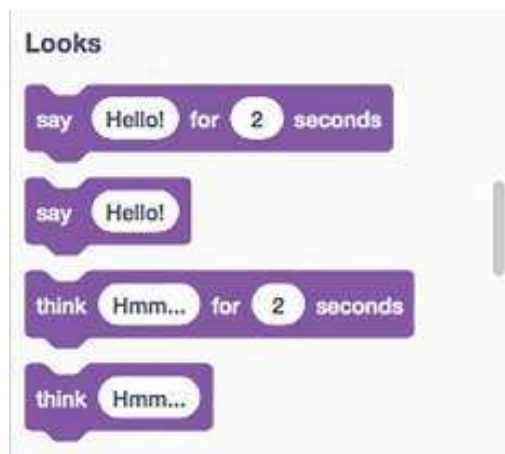 Looks
say Hello! for 2 seconds
say Hello!
think Hmm... for 2 seconds
think Hmm...